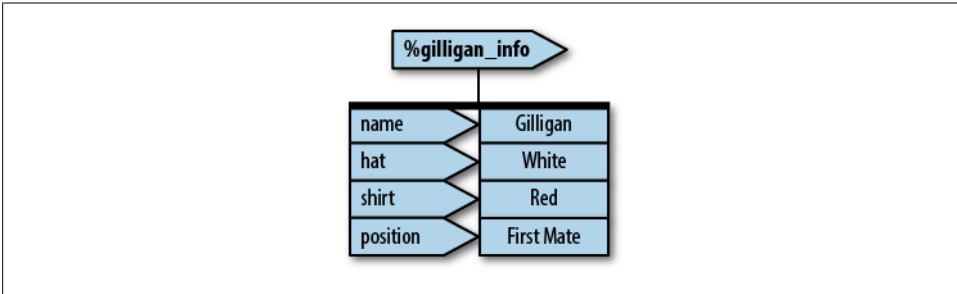 %gilligan_info
name Gilligan
hat White
shirt Red
position First Mate